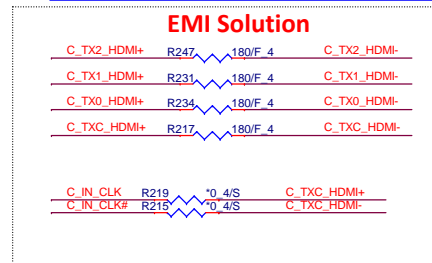 EMI Solution
C_TX2_HDMI+ R247 180/F_4 C_TX2_HDMI-
C_TX1_HDMI+ R231 180/F_4 C_TX1_HDMI-
C_TX0_HDMI+ R234 180/F_4 C_TX0_HDMI-
C_TXC_HDMI+ R217 180/F_4 C_TXC_HDMI-
C_IN_CLK R219 *0_4/S C_TXC_HDMI+
C_IN_CLK# R215 *0_4/S C_TXC_HDMI-